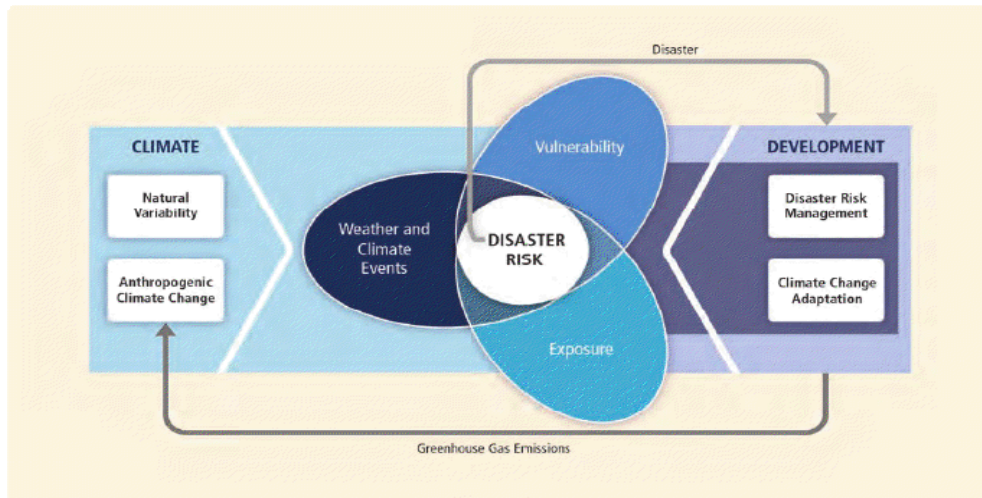 Disaster
CLIMATE
Natural
Variability
Anthropogenic
Climate Change
Weather and
Climate
Events
Vulnerability
DISASTER
RISK
Exposure
DEVELOPMENT
Disaster Risk
Management
Climate Change
Adaptation
Greenhouse Gas Emissions